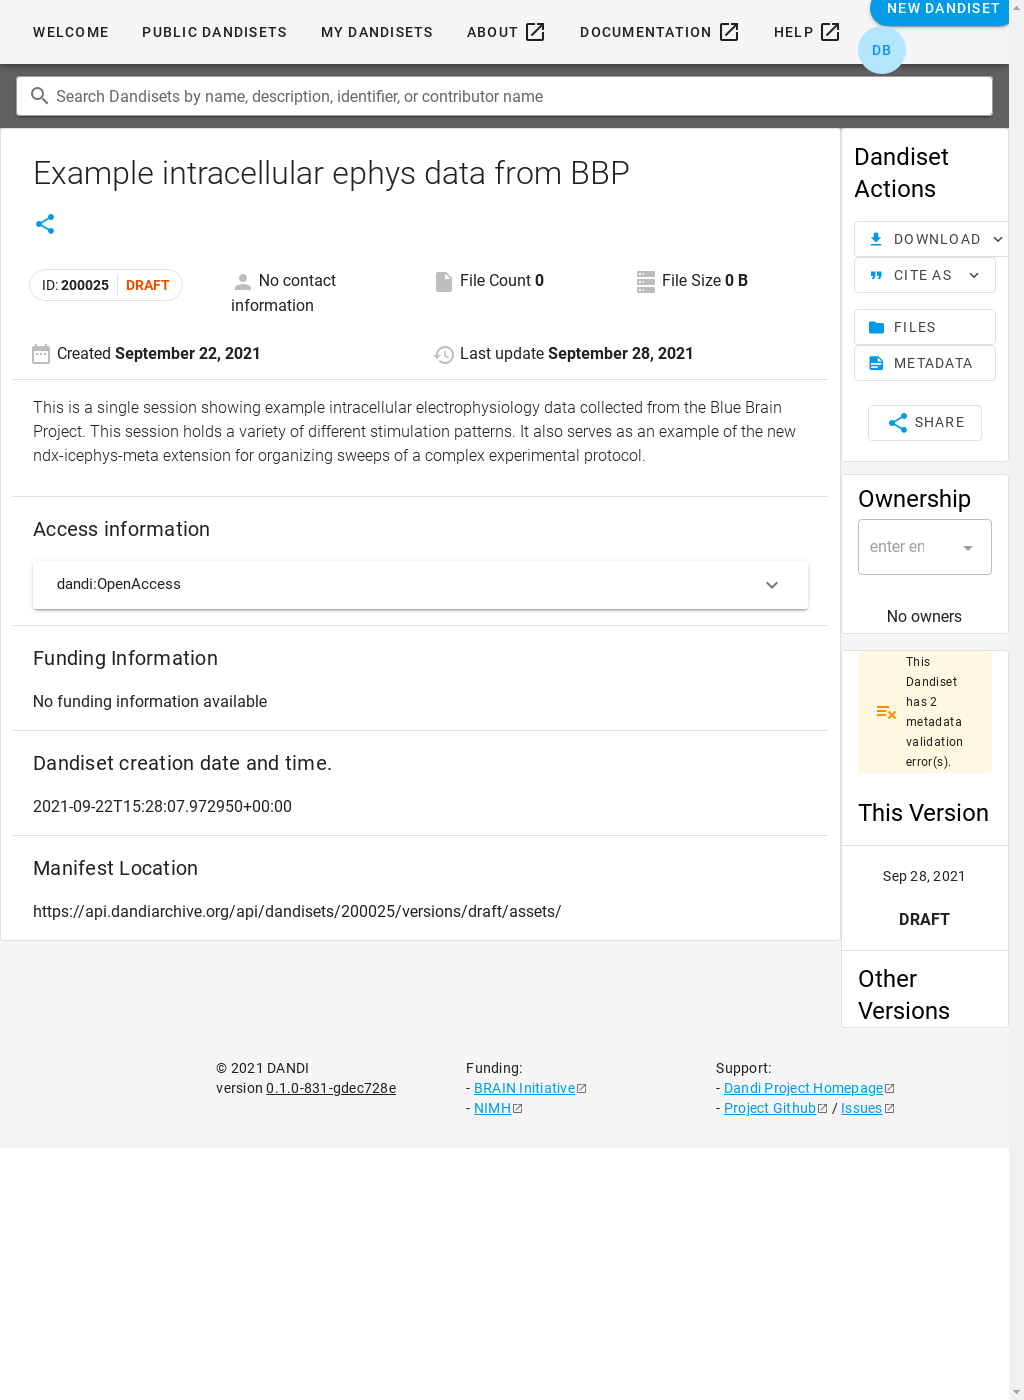 WELCOME PUBLIC DANDISETS MY DANDISETS ABOUT DOCUMENTATION HELP NEW DANDISET
DB
Search Dandisets by name, description, identifier, or contributor name
Example intracellular ephys data from BBP
ID: 200025 DRAFT
No contact
information
File Count 0
File Size 0 B
Created September 22, 2021
Last update September 28, 2021
This is a single session showing example intracellular electrophysiology data collected from the Blue Brain
Project. This session holds a variety of different stimulation patterns. It also serves as an example of the new
ndx-icephys-meta extension for organizing sweeps of a complex experimental protocol.
Access information
dandi:OpenAccess
Funding Information
No funding information available
Dandiset creation date and time.
2021-09-22T15:28:07.972950+00:00
Manifest Location
https://api.dandiarchive.org/api/dandisets/200025/versions/draft/assets/
Dandiset
Actions
DOWNLOAD
CITE AS
FILES
METADATA
SHARE
Ownership
enter en
No owners
This
Dandiset
has 2
metadata
validation
error(s).
This Version
Sep 28, 2021
DRAFT
Other
Versions
© 2021 DANDI
version 0.1.0-831-gdec728e
Funding:
- BRAIN Initiative
- NIMH
Support:
- Dandi Project Homepage
- Project Github / Issues